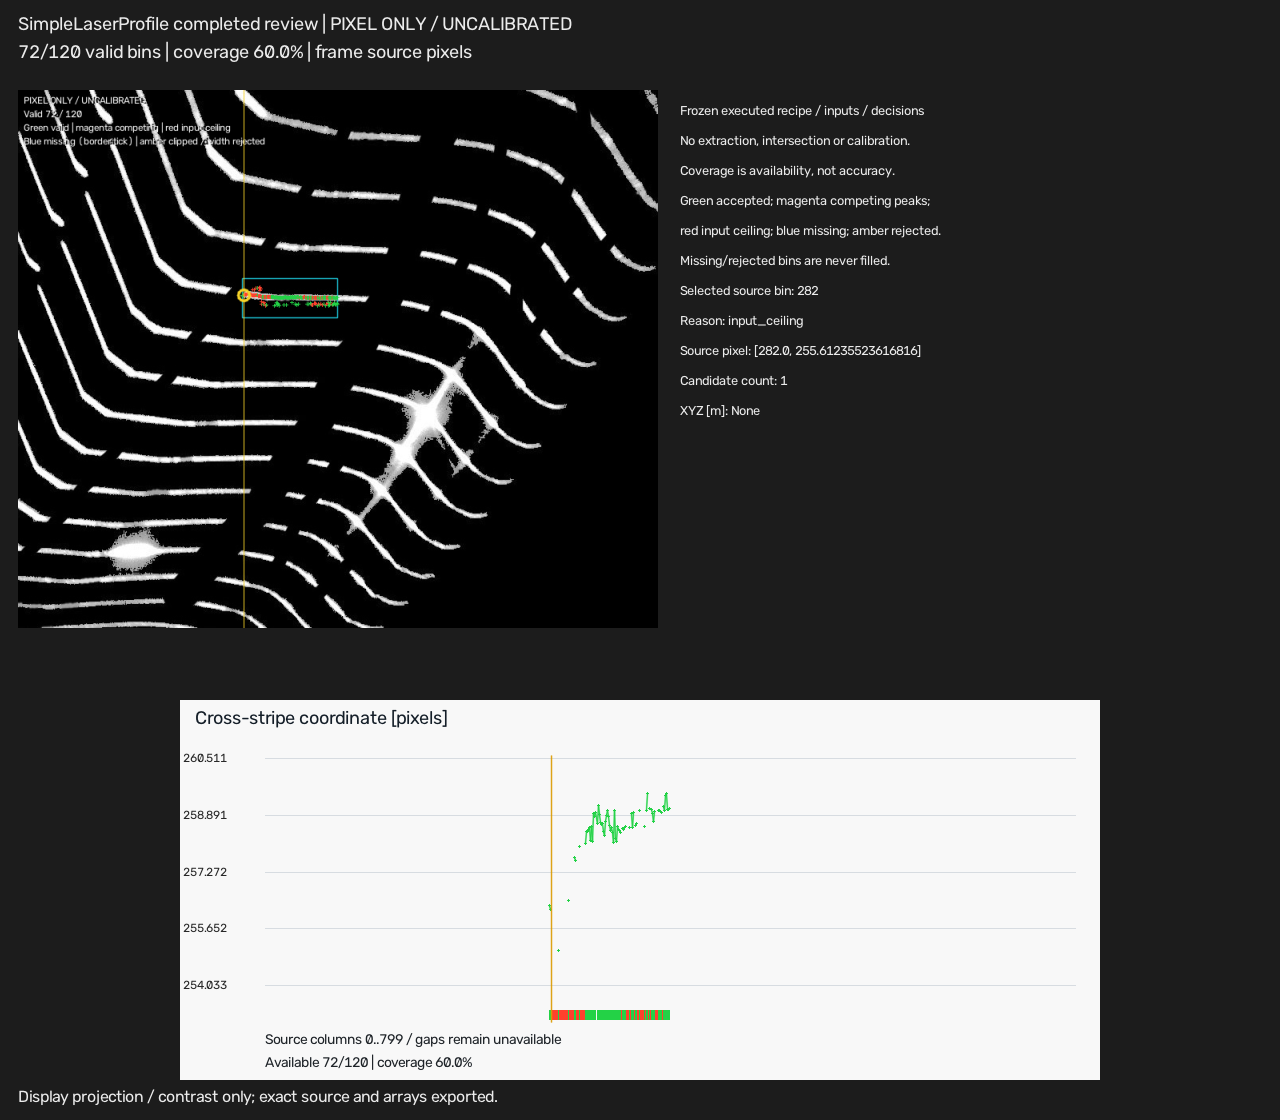 SimpleLaserProfile completed review | PIXEL ONLY / UNCALIBRATED
72/120 valid bins | coverage 60.0% | frame source pixels
PIXEL ONLY / UNCALIBRATED
Valid 72 / 120
Green valid | magenta competing | red input ceiling
Blue missing (border tick) | amber clipped / width rejected
Frozen executed recipe / inputs / decisions
No extraction, intersection or calibration.
Coverage is availability, not accuracy.
Green accepted; magenta competing peaks;
red input ceiling; blue missing; amber rejected.
Missing/rejected bins are never filled.
Selected source bin: 282
Reason: input_ceiling
Source pixel: [282.0, 255.61235523616816]
Candidate count: 1
XYZ [m]: None
Cross-stripe coordinate [pixels]
260.511
258.891
257.272
255.652
254.033
Source columns 0..799 / gaps remain unavailable
Available 72/120 | coverage 60.0%
Display projection / contrast only; exact source and arrays exported.